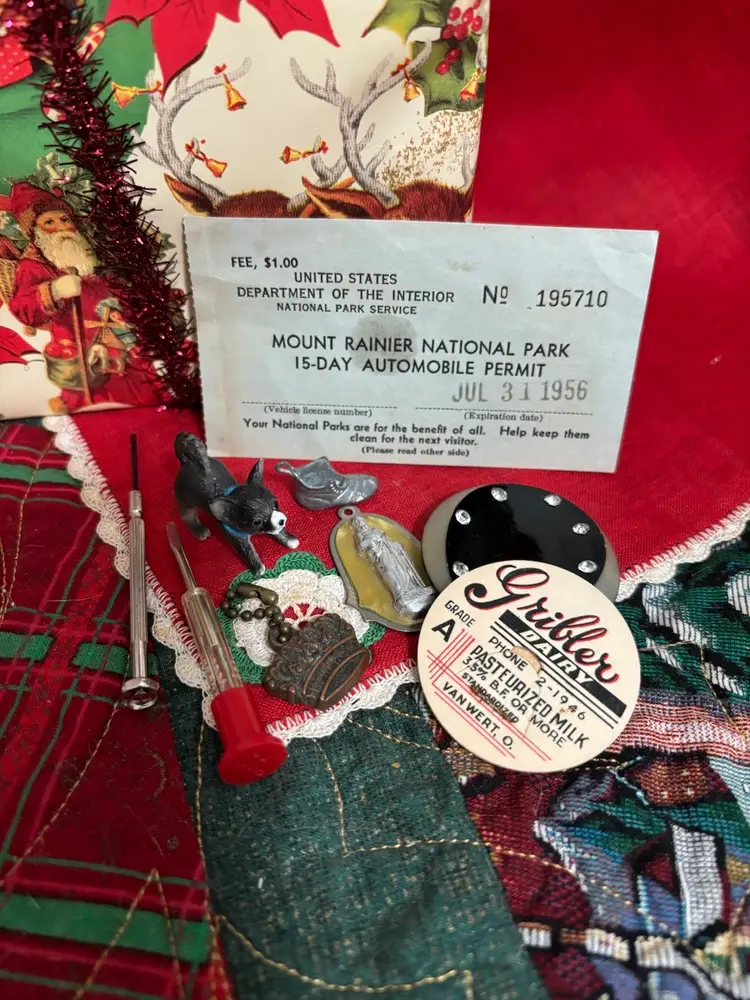 FEE, $1.00
UNITED STATES
DEPARTMENT OF THE INTERIOR
NATIONAL PARK SERVICE
Nº 195710
MOUNT RAINIER NATIONAL PARK
15-DAY AUTOMOBILE PERMIT
JUL 31 1956
(Vehicle license number) (Expiration date)
Your National Parks are for the benefit of all. Help keep them
clean for the next visitor.
(Please read other side)
Gribler
DAIRY
GRADE
A
PHONE 2-1946
PASTEURIZED MILK
3.5% B.F. OR MORE
STANDARDIZED
VAN WERT, O.